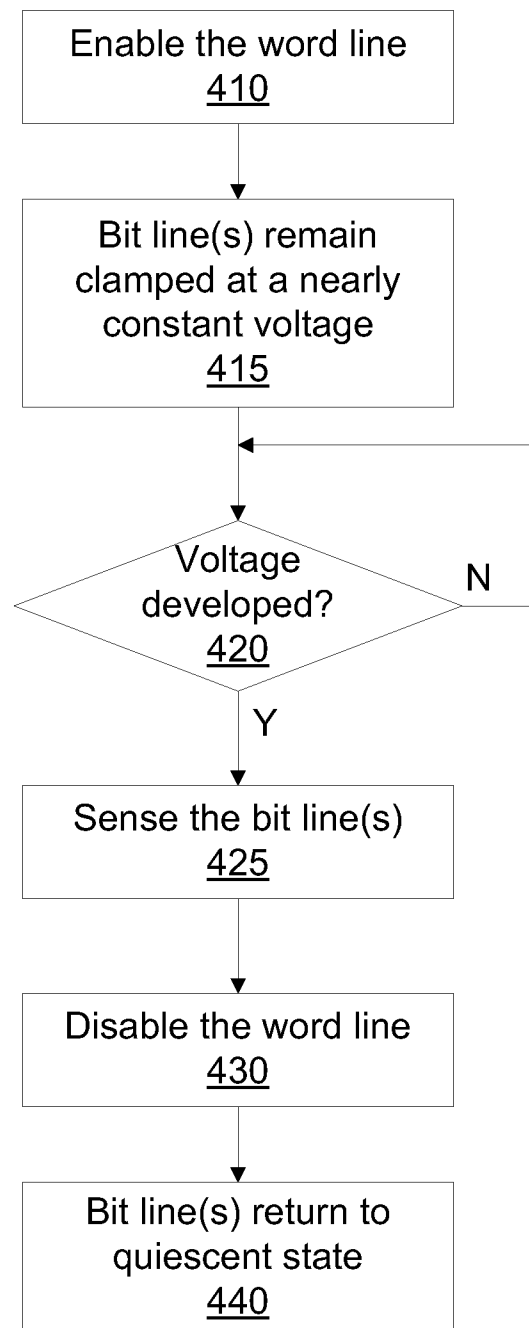 Enable the word line
410
Bit line(s) remain
clamped at a nearly
constant voltage
415
Voltage
developed?
420
N
Y
Sense the bit line(s)
425
Disable the word line
430
Bit line(s) return to
quiescent state
440